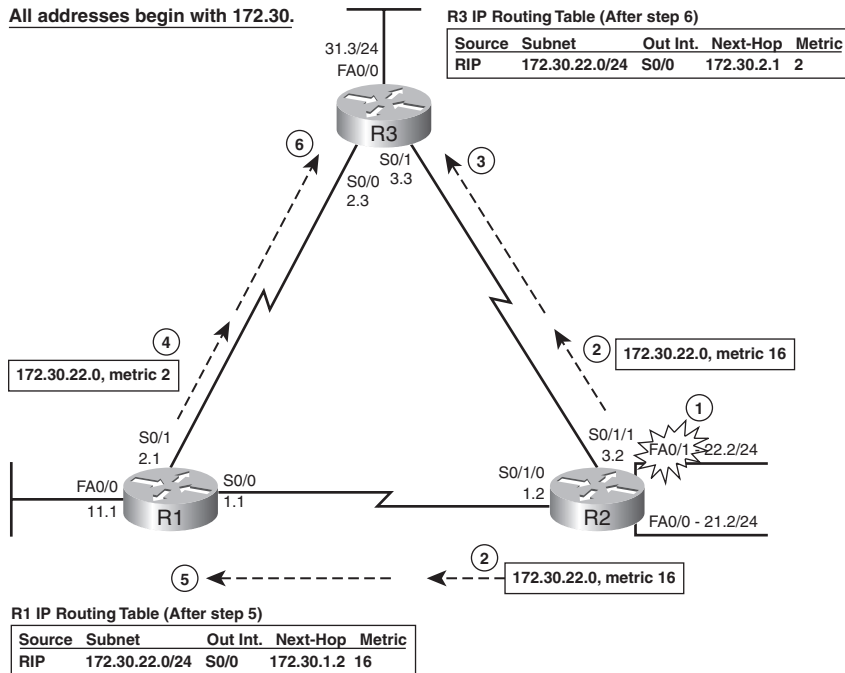 All addresses begin with 172.30.
R3 IP Routing Table (After step 6)
Source Subnet Out Int. Next-Hop Metric
RIP 172.30.22.0/24 S0/0 172.30.2.1 2
31.3/24
FA0/0
R3
6
3
S0/1
3.3
S0/0
2.3
4
172.30.22.0, metric 2
2
172.30.22.0, metric 16
1
S0/1
2.1
S0/1/1
3.2
FA0/1 - 22.2/24
FA0/0
11.1
R1
S0/0
1.1
S0/1/0
1.2
R2
FA0/0 - 21.2/24
5
2
172.30.22.0, metric 16
R1 IP Routing Table (After step 5)
Source Subnet Out Int. Next-Hop Metric
RIP 172.30.22.0/24 S0/0 172.30.1.2 16